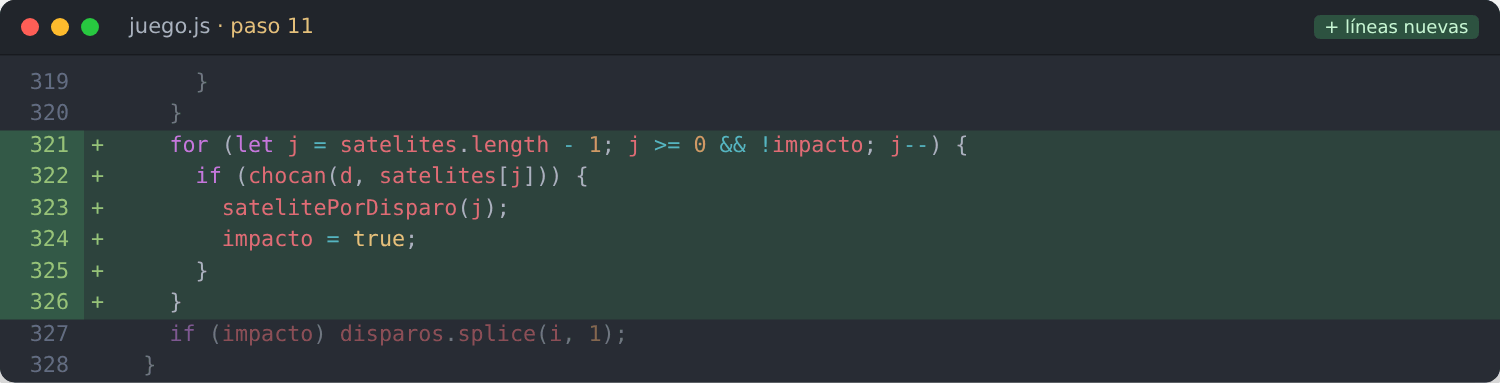 juego.js · paso 11
+ líneas nuevas
319 }
320 }
321 + for (let j = satelites.length - 1; j >= 0 && !impacto; j--) {
322 + if (chocan(d, satelites[j])) {
323 + satelitePorDisparo(j);
324 + impacto = true;
325 + }
326 + }
327 if (impacto) disparos.splice(i, 1);
328 }